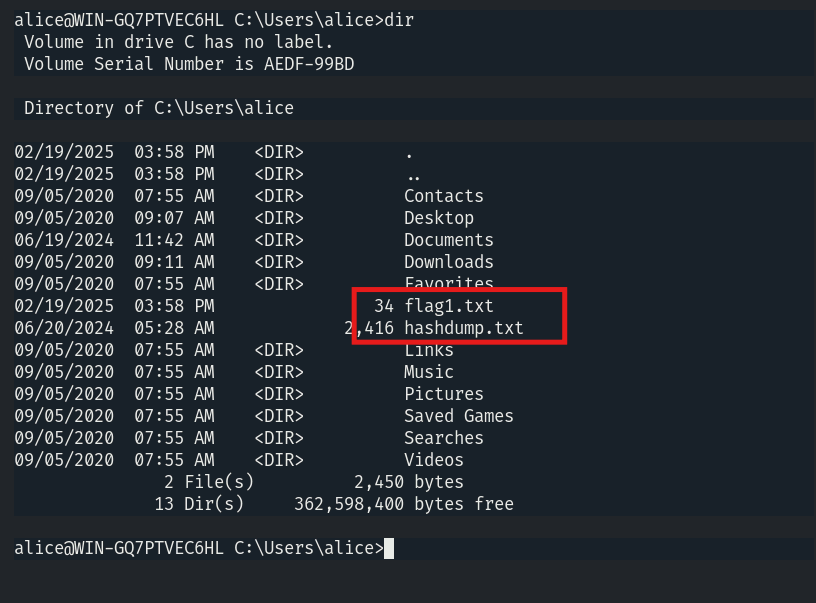 alice@WIN-GQ7PTVEC6HL C:\Users\alice>dir
Volume in drive C has no label.
Volume Serial Number is AEDF-99BD
Directory of C:\Users\alice
02/19/2025 03:58 PM <DIR> .
02/19/2025 03:58 PM <DIR> ..
09/05/2020 07:55 AM <DIR> Contacts
09/05/2020 09:07 AM <DIR> Desktop
06/19/2024 11:42 AM <DIR> Documents
09/05/2020 09:11 AM <DIR> Downloads
09/05/2020 07:55 AM <DIR> Favorites
02/19/2025 03:58 PM 34 flag1.txt
06/20/2024 05:28 AM 2,416 hashdump.txt
09/05/2020 07:55 AM <DIR> Links
09/05/2020 07:55 AM <DIR> Music
09/05/2020 07:55 AM <DIR> Pictures
09/05/2020 07:55 AM <DIR> Saved Games
09/05/2020 07:55 AM <DIR> Searches
09/05/2020 07:55 AM <DIR> Videos
2 File(s) 2,450 bytes
13 Dir(s) 362,598,400 bytes free
alice@WIN-GQ7PTVEC6HL C:\Users\alice>